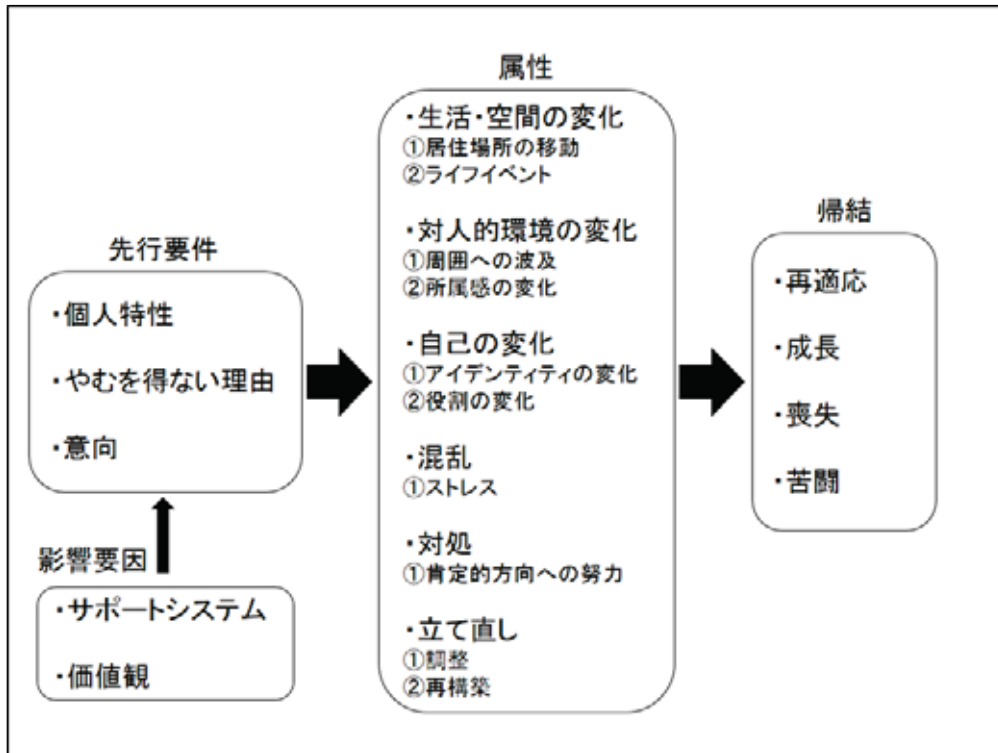 先行要件
・個人特性
・やむを得ない理由
・意向
影響要因
・サポートシステム
・価値観
属性
・生活・空間の変化
①居住場所の移動
②ライフイベント
・対人的環境の変化
①周囲への波及
②所属感の変化
・自己の変化
①アイデンティティの変化
②役割の変化
・混乱
①ストレス
・対処
①肯定的方向への努力
・立て直し
①調整
②再構築
帰結
・再適応
・成長
・喪失
・苦闘